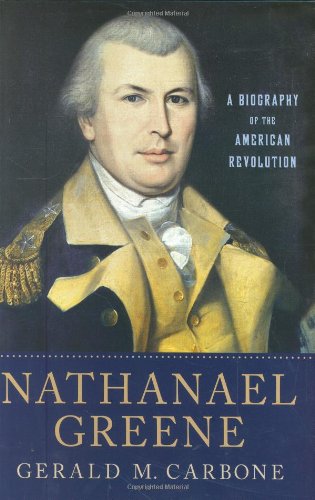 A BIOGRAPHY
OF THE
AMERICAN
REVOLUTION
NATHANAEL
GREENE
GERALD M. CARBONE